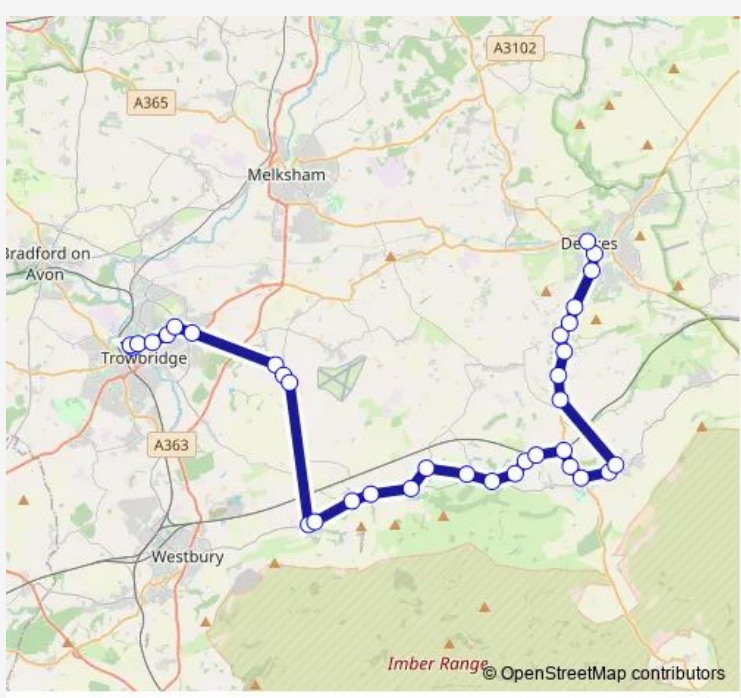 A3102
A365
Melksham
Bradford on
Avon
Trowbridge
A363
Westbury
Imber Range
© OpenStreetMap contributors